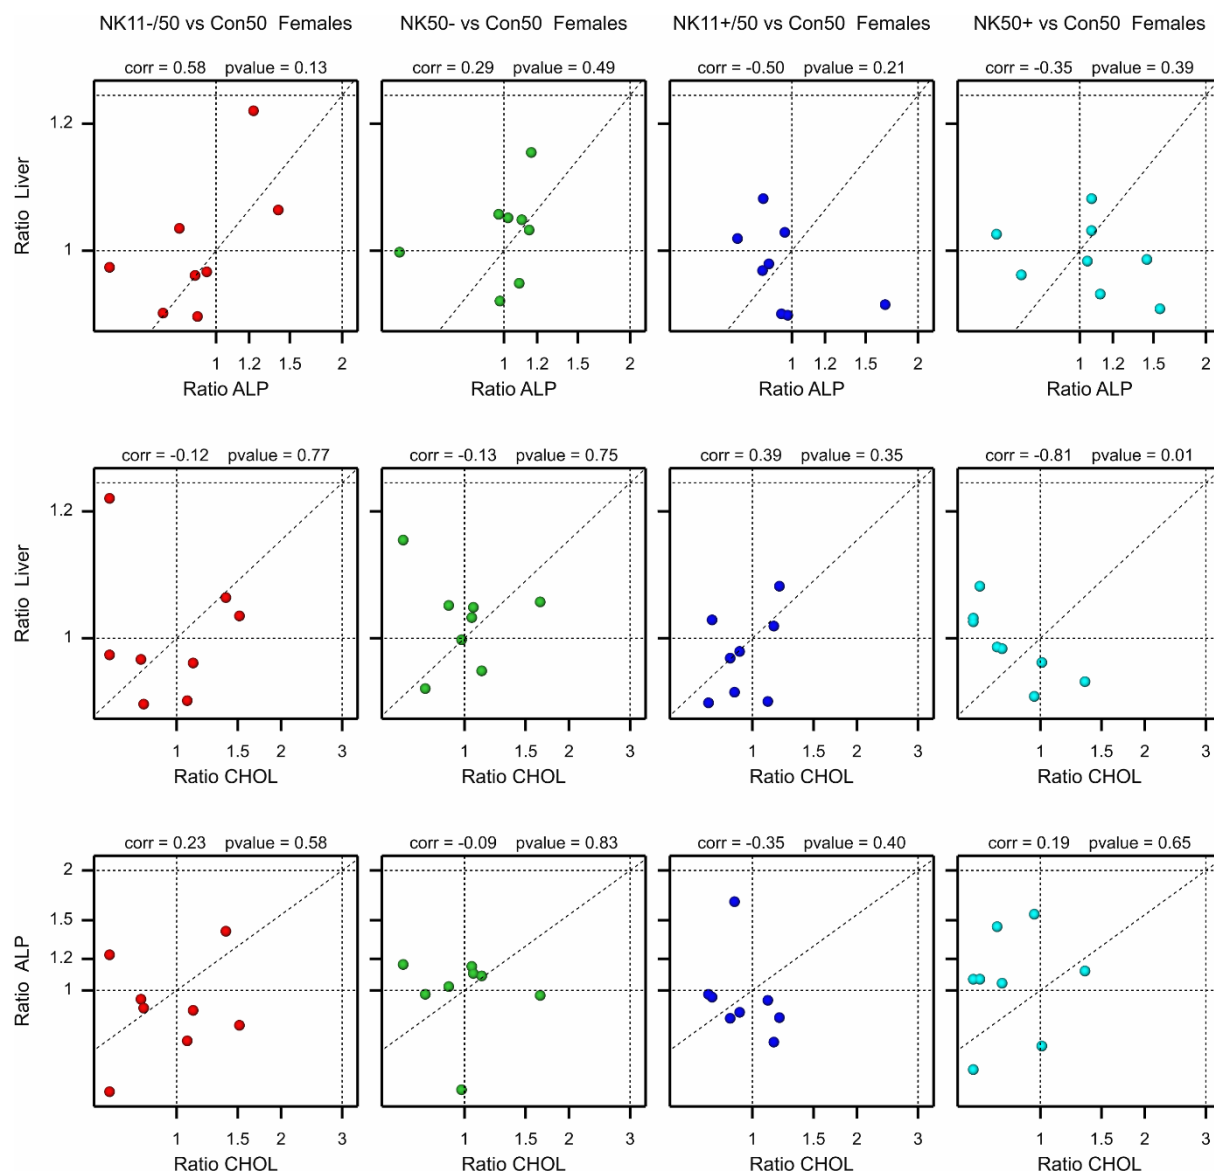 NK11-/50 vs Con50 Females NK50- vs Con50 Females NK11+/50 vs Con50 Females NK50+ vs Con50 Females
corr = 0.58 pvalue = 0.13 corr = 0.29 pvalue = 0.49 corr = -0.50 pvalue = 0.21 corr = -0.35 pvalue = 0.39
1.2
Ratio Liver
1
1 1.2 1.5 2 1 1.2 1.5 2 1 1.2 1.5 2 1 1.2 1.5 2
Ratio ALP Ratio ALP Ratio ALP Ratio ALP
corr = -0.12 pvalue = 0.77 corr = -0.13 pvalue = 0.75 corr = 0.39 pvalue = 0.35 corr = -0.81 pvalue = 0.01
1.2
Ratio Liver
1
1 1.5 2 3 1 1.5 2 3 1 1.5 2 3 1 1.5 2 3
Ratio CHOL Ratio CHOL Ratio CHOL Ratio CHOL
corr = 0.23 pvalue = 0.58 corr = -0.09 pvalue = 0.83 corr = -0.35 pvalue = 0.40 corr = 0.19 pvalue = 0.65
2
1.5
1.2
Ratio ALP
1
1 1.5 2 3 1 1.5 2 3 1 1.5 2 3 1 1.5 2 3
Ratio CHOL Ratio CHOL Ratio CHOL Ratio CHOL